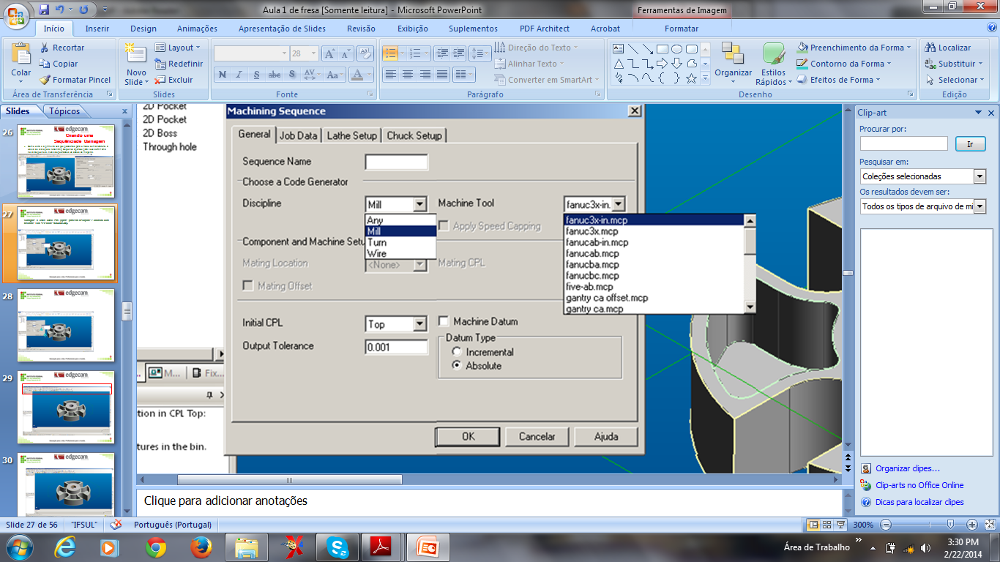 Aula 1 de fresa [Somente leitura] - Microsoft PowerPoint
Ferramentas de Imagem
Início Inserir Design Animações Apresentação de Slides Revisão Exibição Suplementos PDF Architect Acrobat Formatar
Colar
Recortar
Copiar
Formatar Pincel
Área de Transferência
Novo Slide
Layout
Redefinir
Excluir
Slides
28
N I S abc S AV Aa A
Fonte
Direção do Texto
Alinhar Texto
Converter em SmartArt
Parágrafo
Organizar
Estilos Rápidos
Preenchimento da Forma
Contorno da Forma
Efeitos de Forma
Desenho
Localizar
Substituir
Selecionar
Edição
Slides Tópicos
26
edgecam
Criando uma
Sequência de Usinagem
27
edgecam
28
edgecam
29
edgecam
30
edgecam
2D Pocket
2D Pocket
2D Boss
Through hole
M...
Fix...
tion in CPL Top:
tures in the bin.
Machining Sequence
General Job Data Lathe Setup Chuck Setup
Sequence Name
Choose a Code Generator
Discipline Mill Machine Tool fanuc3x-in.
Any
Mill
Turn
Wire
Apply Speed Capping
fanuc3x-in.mcp
fanuc3x.mcp
fanucab-in.mcp
fanucab.mcp
fanucba.mcp
fanucbc.mcp
five-ab.mcp
gantry ca offset.mcp
gantry ca.mcp
Component and Machine Setu
Mating Location <None> Mating CPL
Mating Offset
Initial CPL Top Machine Datum
Output Tolerance 0.001
Datum Type
Incremental
Absolute
OK Cancelar Ajuda
Clip-art
Procurar por:
Ir
Pesquisar em:
Coleções selecionadas
Os resultados devem ser:
Todos os tipos de arquivo de mí
Organizar clipes...
Clip-arts no Office Online
Dicas para localizar clipes
Clique para adicionar anotações
Slide 27 de 56 "IFSUL" Português (Portugal) 300%
Área de Trabalho
3:30 PM
2/22/2014